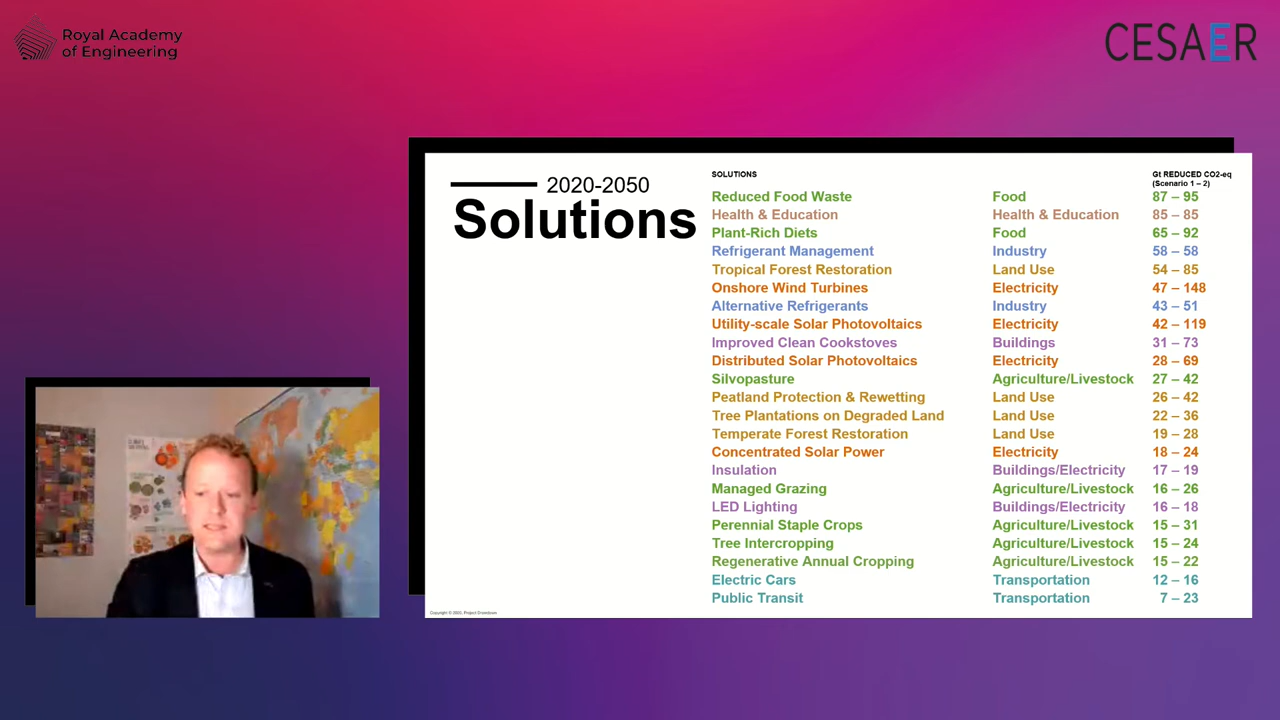 Royal Academy
of Engineering
CESAER
2020-2050
Solutions
SOLUTIONS
Gt REDUCED CO2-eq
(Scenario 1 – 2)
Reduced Food Waste Food 87 – 95
Health & Education Health & Education 85 – 85
Plant-Rich Diets Food 65 – 92
Refrigerant Management Industry 58 – 58
Tropical Forest Restoration Land Use 54 – 85
Onshore Wind Turbines Electricity 47 – 148
Alternative Refrigerants Industry 43 – 51
Utility-scale Solar Photovoltaics Electricity 42 – 119
Improved Clean Cookstoves Buildings 31 – 73
Distributed Solar Photovoltaics Electricity 28 – 69
Silvopasture Agriculture/Livestock 27 – 42
Peatland Protection & Rewetting Land Use 26 – 42
Tree Plantations on Degraded Land Land Use 22 – 36
Temperate Forest Restoration Land Use 19 – 28
Concentrated Solar Power Electricity 18 – 24
Insulation Buildings/Electricity 17 – 19
Managed Grazing Agriculture/Livestock 16 – 26
LED Lighting Buildings/Electricity 16 – 18
Perennial Staple Crops Agriculture/Livestock 15 – 31
Tree Intercropping Agriculture/Livestock 15 – 24
Regenerative Annual Cropping Agriculture/Livestock 15 – 22
Electric Cars Transportation 12 – 16
Public Transit Transportation 7 – 23
Copyright © 2020, Project Drawdown